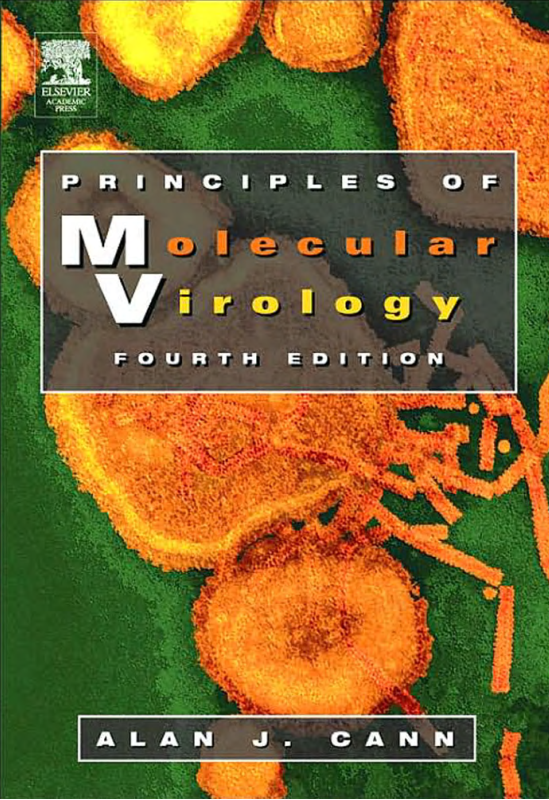 ELSEVIER
ACADEMIC
PRESS
PRINCIPLES OF
Molecular
Virology
FOURTH EDITION
ALAN J. CANN